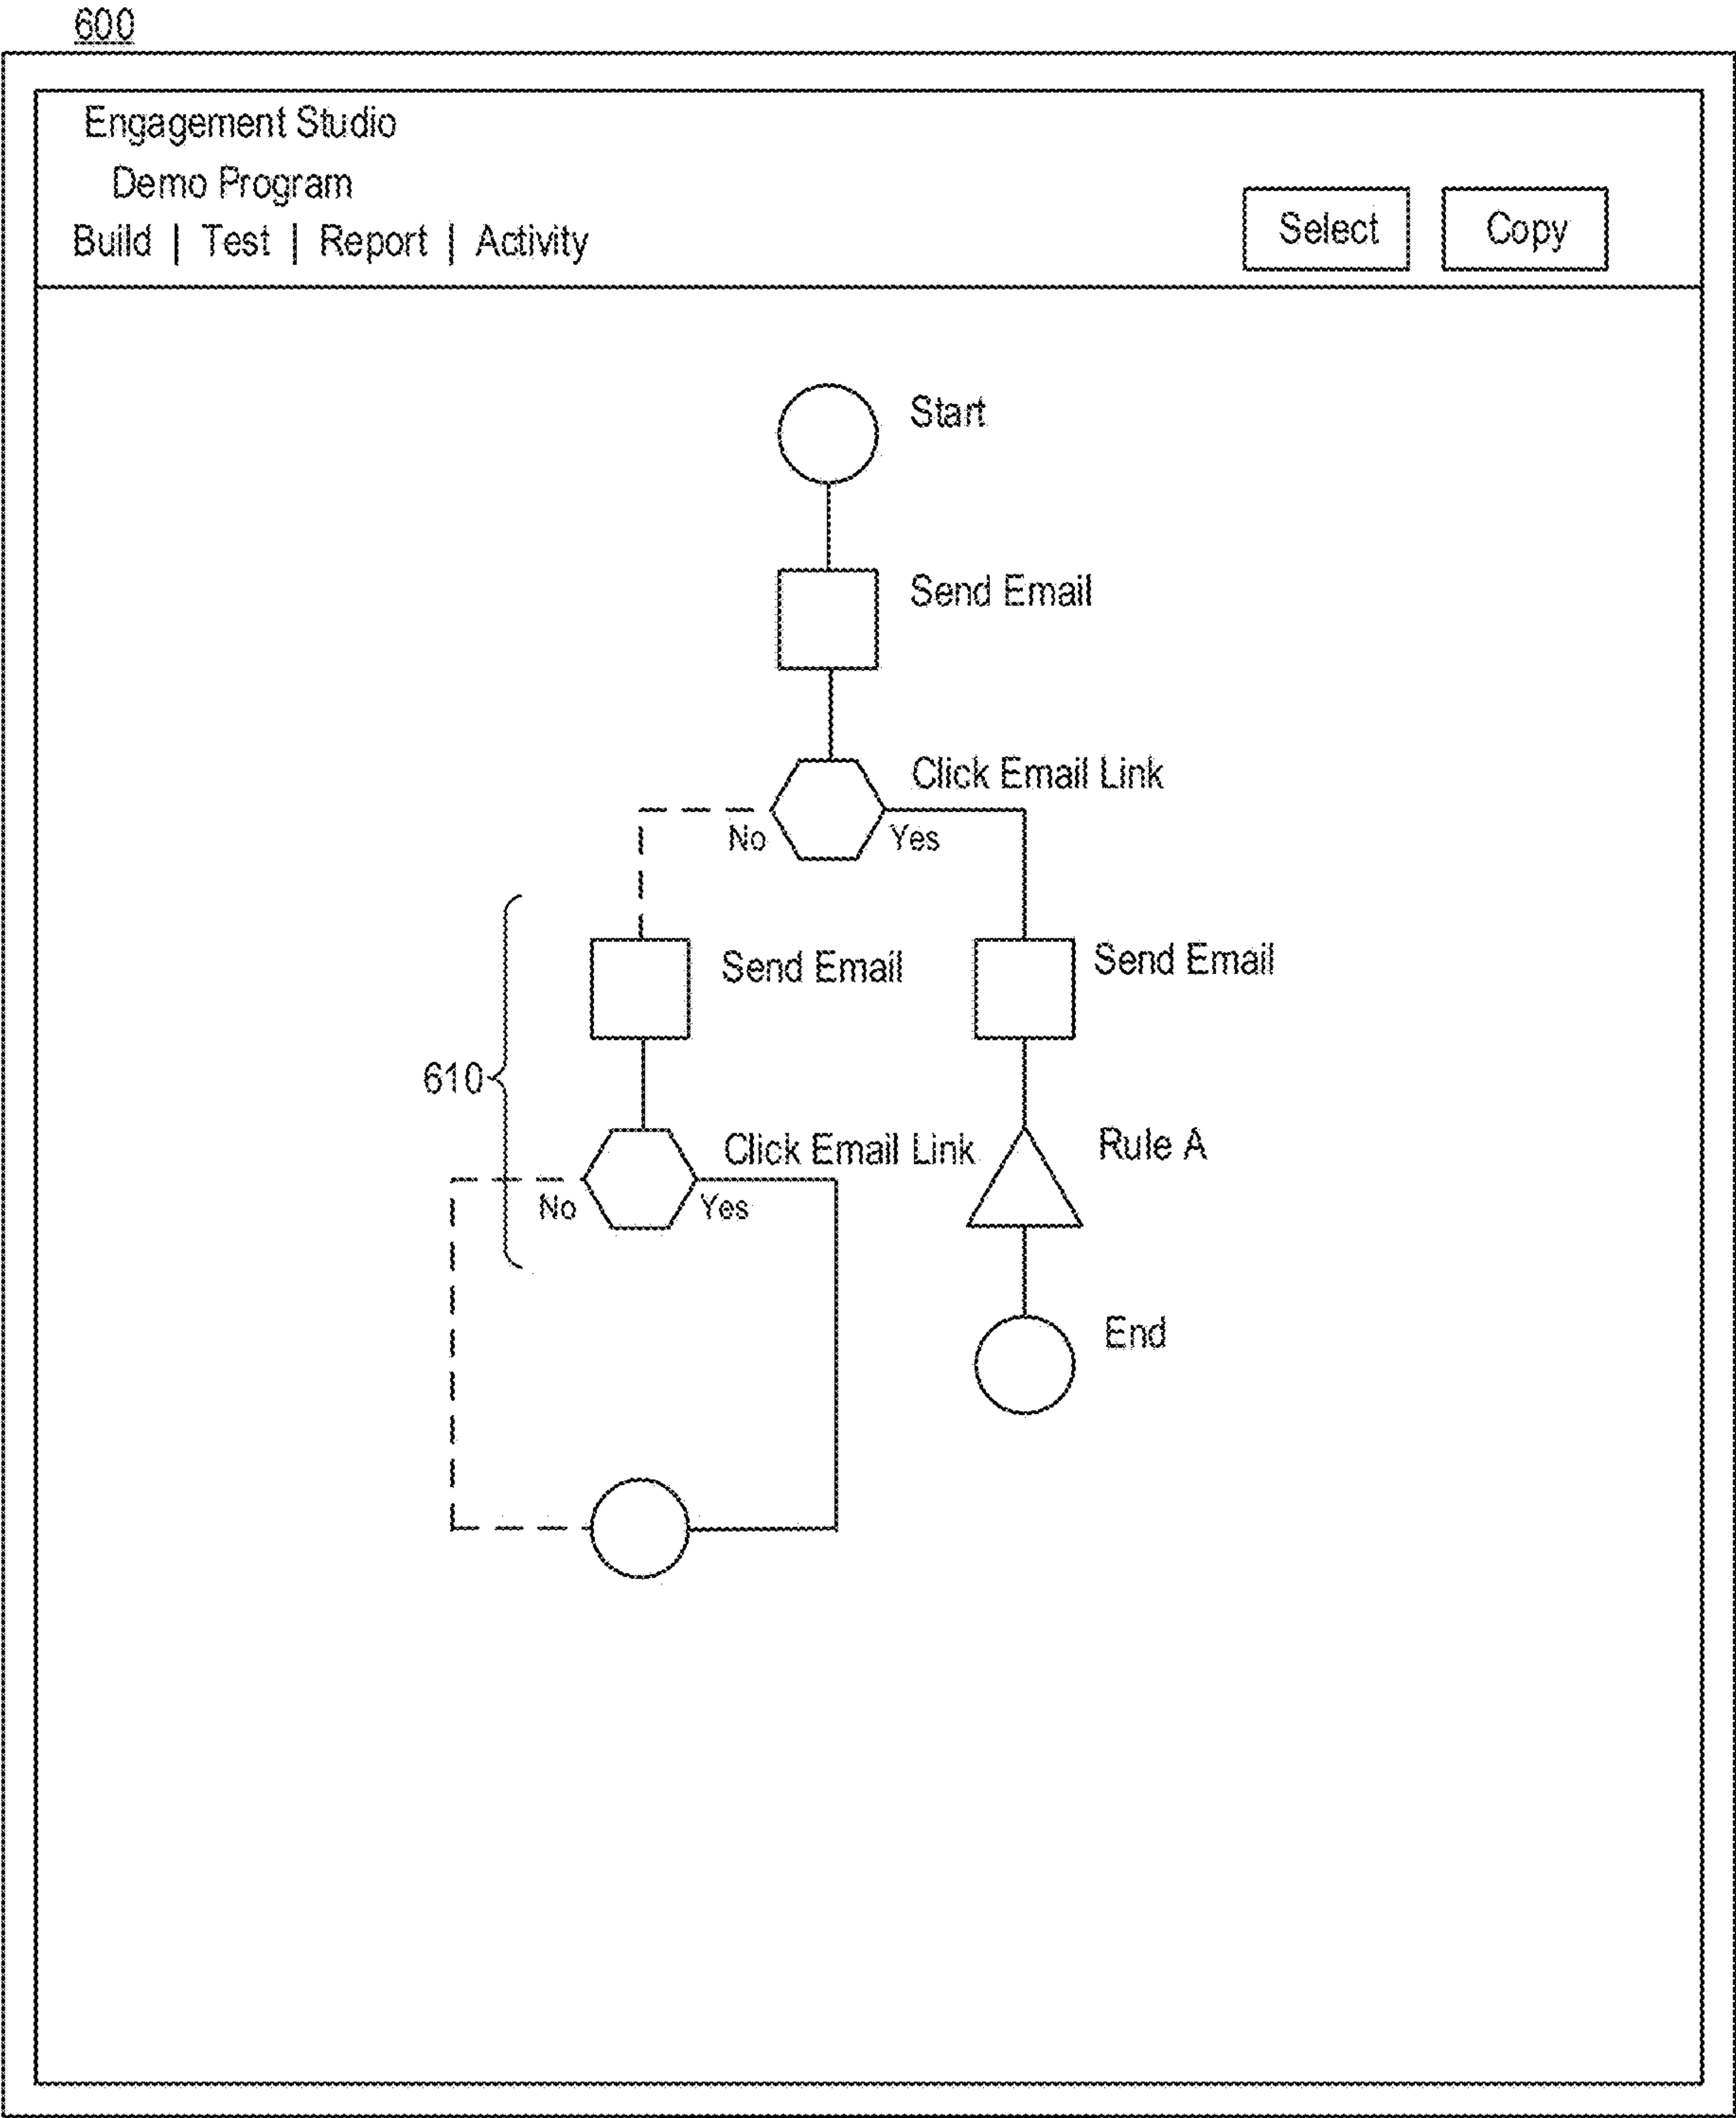 600
Engagement Studio
Demo Program
Build | Test | Report | Activity
Select
Copy
Start
Send Email
Click Email Link
No
Yes
Send Email
Send Email
610
Click Email Link
Rule A
No
Yes
End